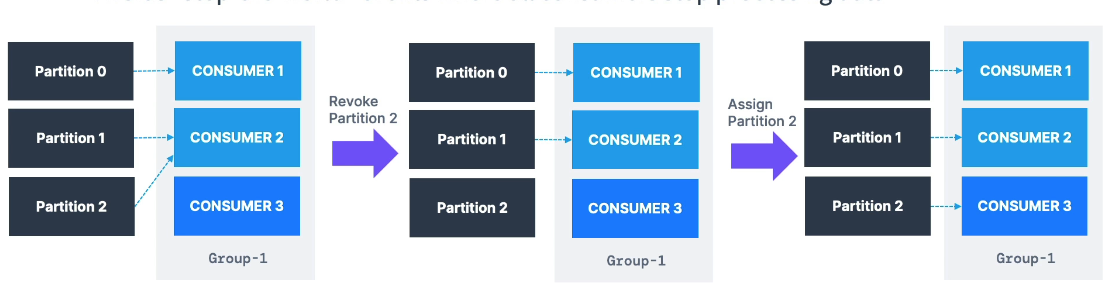 Partition 0
CONSUMER 1
Partition 1
CONSUMER 2
Partition 2
CONSUMER 3
Group-1
Revoke
Partition 2
Partition 0
CONSUMER 1
Partition 1
CONSUMER 2
Partition 2
CONSUMER 3
Group-1
Assign
Partition 2
Partition 0
CONSUMER 1
Partition 1
CONSUMER 2
Partition 2
CONSUMER 3
Group-1